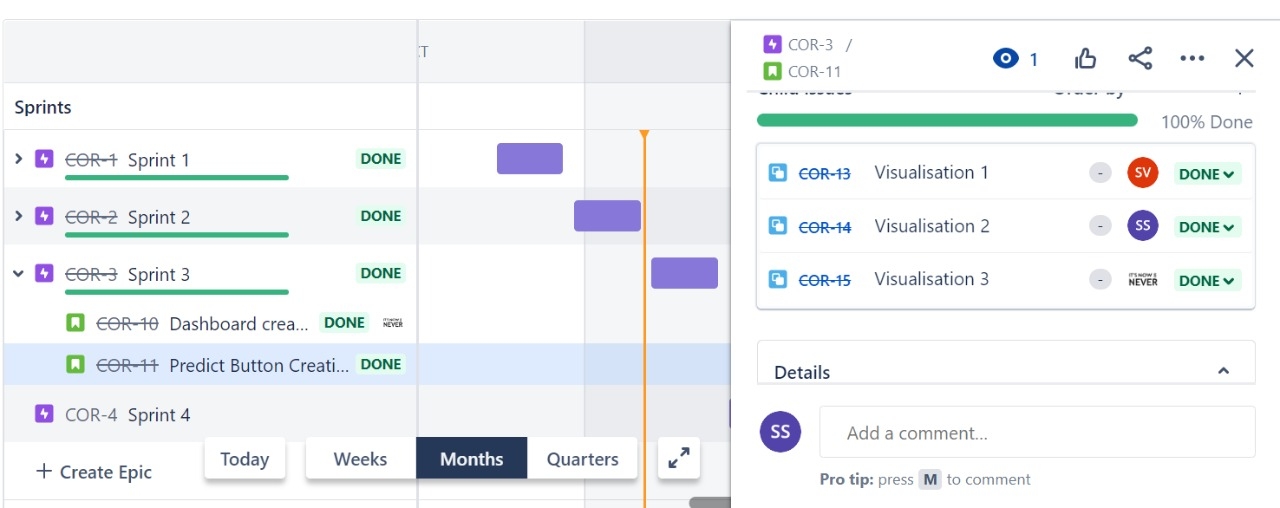 CT
Sprints
COR-1 Sprint 1 DONE
COR-2 Sprint 2 DONE
COR-3 Sprint 3 DONE
COR-10 Dashboard crea... DONE IT'S NOW & NEVER
COR-11 Predict Button Creati... DONE
COR-4 Sprint 4
+ Create Epic
Today
Weeks Months Quarters
COR-3 /
COR-11
1
Child issues Order by
100% Done
COR-13 Visualisation 1 - SV DONE
COR-14 Visualisation 2 - SS DONE
COR-15 Visualisation 3 - IT'S NOW & NEVER DONE
Details
SS Add a comment...
Pro tip: press M to comment